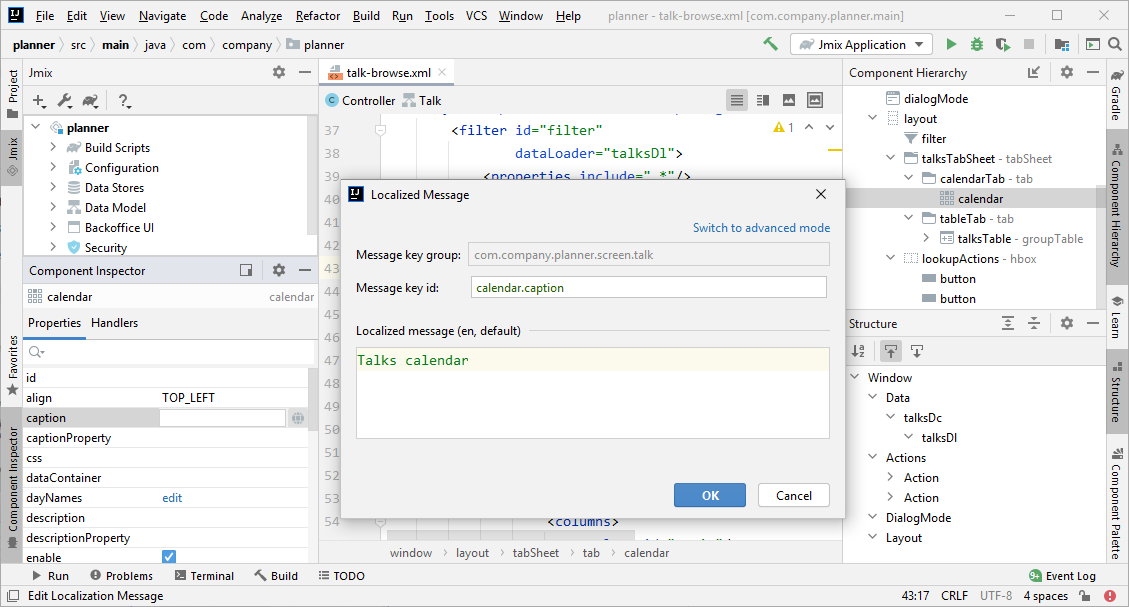 File Edit View Navigate Code Analyze Refactor Build Run Tools VCS Window Help planner - talk-browse.xml [com.company.planner.main]
planner src main java com company planner Jmix Application
Project
Jmix
Favorites
Component Inspector
Jmix
planner
Build Scripts
Configuration
Data Stores
Data Model
Backoffice UI
Security
Component Inspector
calendar calendar
Properties Handlers
id
align TOP_LEFT
caption
captionProperty
css
dataContainer
dayNames edit
description
descriptionProperty
enable
talk-browse.xml
Controller Talk
37 <filter id="filter" 1
38 dataLoader="talksDl">
39 <properties include=".*"/>
40
41
42
43
44
45
46
47
48
49
50
51
52
53
54 <columns>
window layout tabSheet tab calendar
Localized Message
Switch to advanced mode
Message key group: com.company.planner.screen.talk
Message key id: calendar.caption
Localized message (en, default)
Talks calendar
OK Cancel
Component Hierarchy
dialogMode
layout
filter
talksTabSheet - tabSheet
calendarTab - tab
calendar
tableTab - tab
talksTable - groupTable
lookupActions - hbox
button
button
Structure
Window
Data
talksDc
talksDl
Actions
Action
Action
DialogMode
Layout
Gradle
Component Hierarchy
Learn
Structure
Component Palette
Run Problems Terminal Build TODO 9+ Event Log
Edit Localization Message 43:17 CRLF UTF-8 4 spaces